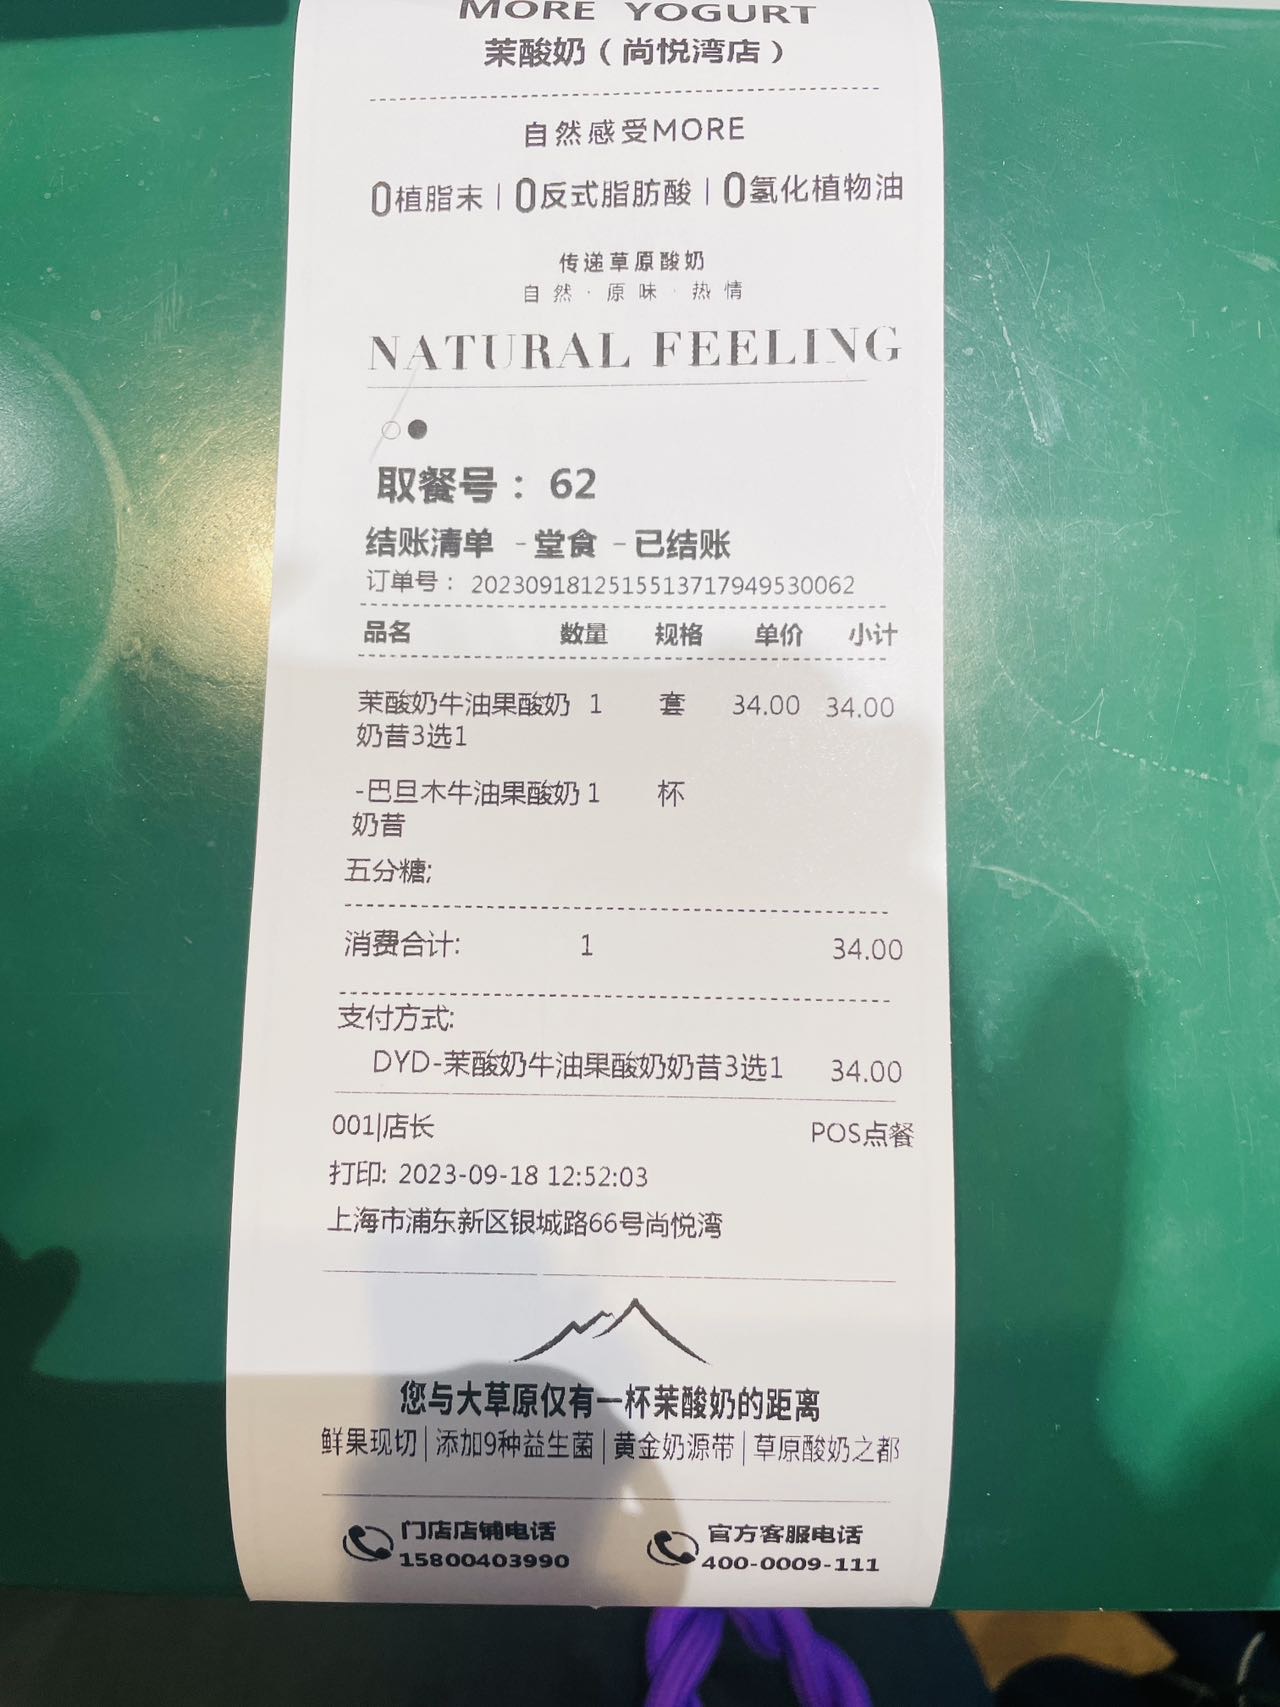 MORE YOGURT
茉酸奶（尚悦湾店）
自然感受MORE
0植脂末｜0反式脂肪酸｜0氢化植物油
传递草原酸奶
自然·原味·热情
NATURAL FEELING
取餐号：62
结账清单 -堂食 -已结账
订单号：20230918125155137179495 30062
品名 数量 规格 单价 小计
茉酸奶牛油果酸奶 1 套 34.00 34.00
奶昔3选1
-巴旦木牛油果酸奶 1 杯
奶昔
五分糖;
消费合计: 1 34.00
支付方式:
DYD-茉酸奶牛油果酸奶奶昔3选1 34.00
001|店长 POS点餐
打印: 2023-09-18 12:52:03
上海市浦东新区银城路66号尚悦湾
您与大草原仅有一杯茉酸奶的距离
鲜果现切｜添加9种益生菌｜黄金奶源带｜草原酸奶之都
门店店铺电话 官方客服电话
15800403990 400-0009-111